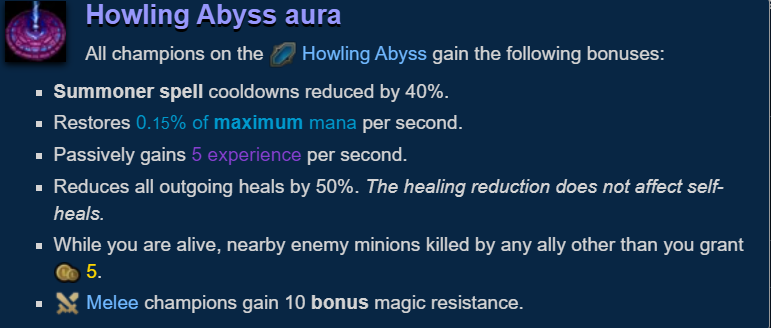 Howling Abyss aura
All champions on the Howling Abyss gain the following bonuses:
Summoner spell cooldowns reduced by 40%.
Restores 0.15% of maximum mana per second.
Passively gains 5 experience per second.
Reduces all outgoing heals by 50%. The healing reduction does not affect self-
heals.
While you are alive, nearby enemy minions killed by any ally other than you grant
5.
Melee champions gain 10 bonus magic resistance.